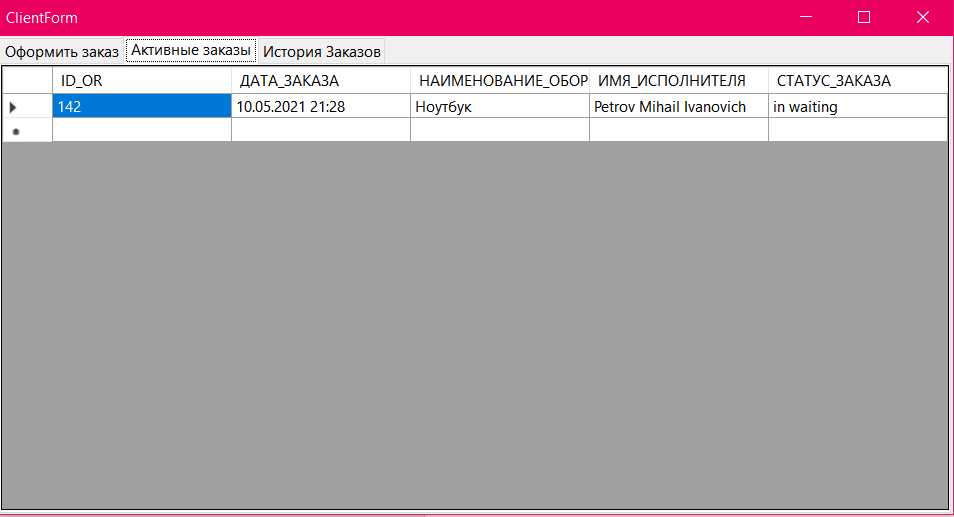 ClientForm
Оформить заказ Активные заказы История Заказов
ID_OR ДАТА_ЗАКАЗА НАИМЕНОВАНИЕ_ОБОР ИМЯ_ИСПОЛНИТЕЛЯ СТАТУС_ЗАКАЗА
142 10.05.2021 21:28 Ноутбук Petrov Mihail Ivanovich in waiting